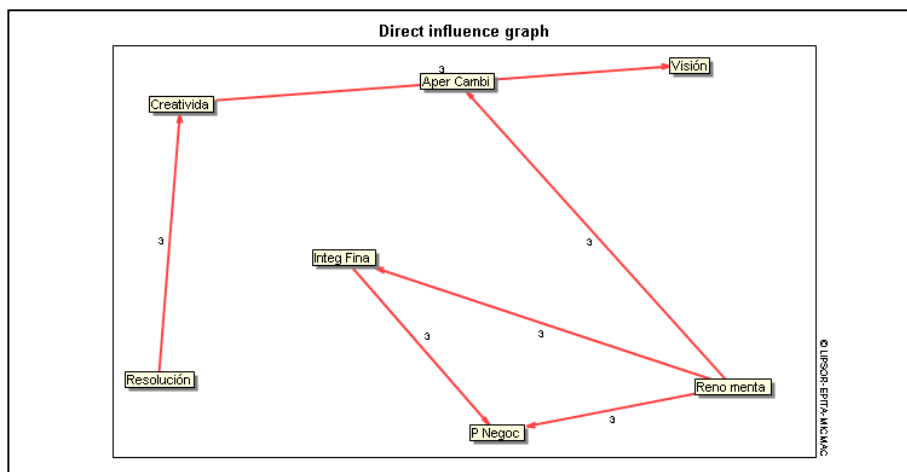 Direct influence graph
3
Visión
Aper Cambi
Creativida
3
3
Integ Fina
3
3
Resolución
Reno menta
3
P Negoc
© LIPSOR-EPITA-MICMAC